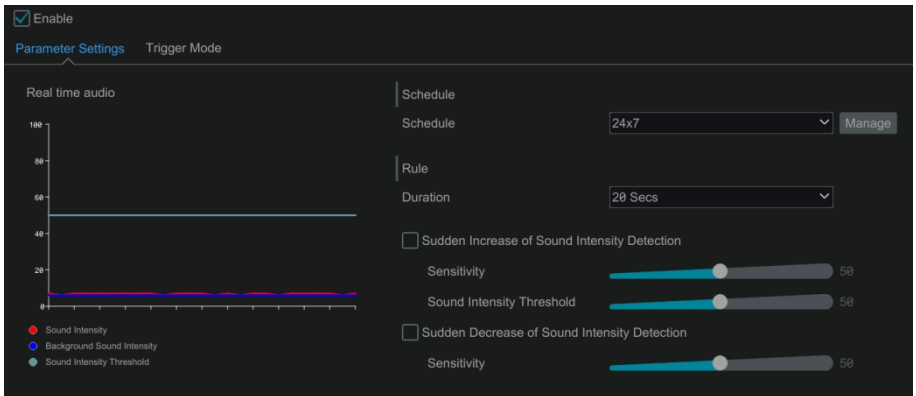 Enable
Parameter Settings
Trigger Mode
Real time audio
100
80
60
40
20
0
Sound Intensity
Background Sound Intensity
Sound Intensity Threshold
Schedule
Schedule 24x7 Manage
Rule
Duration 20 Secs
Sudden Increase of Sound Intensity Detection
Sensitivity 50
Sound Intensity Threshold 50
Sudden Decrease of Sound Intensity Detection
Sensitivity 50